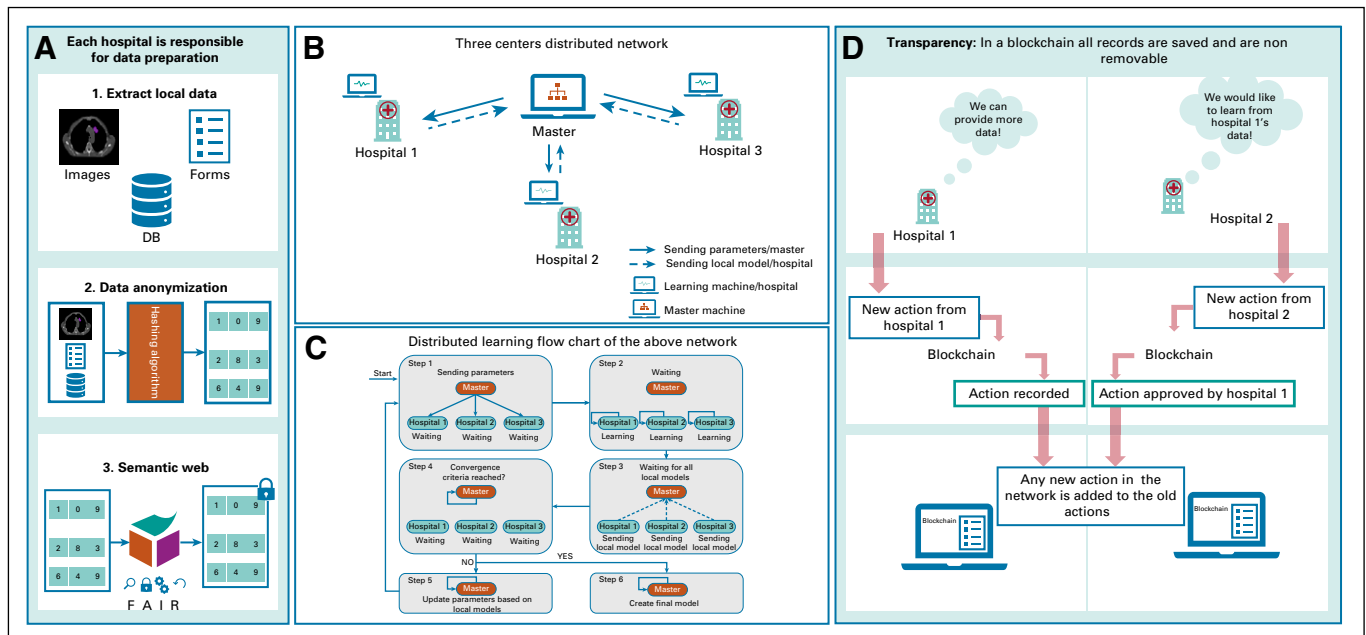 A
Each hospital is responsible
for data preparation
1. Extract local data
Images
Forms
DB
2. Data anonymization
Hashing algorithm
1 0 9
2 8 3
6 4 9
3. Semantic web
1 0 9
2 8 3
6 4 9
1 0 9
2 8 3
6 4 9
F A I R
B
Three centers distributed network
Hospital 1
Master
Hospital 3
Hospital 2
Sending parameters/master
Sending local model/hospital
Learning machine/hospital
Master machine
C
Distributed learning flow chart of the above network
Start
Step 1
Sending parameters
Master
Hospital 1 Hospital 2 Hospital 3
Waiting Waiting Waiting
Step 2
Waiting
Master
Hospital 1 Hospital 2 Hospital 3
Learning Learning Learning
Step 4
Convergence
criteria reached?
Master
Hospital 1 Hospital 2 Hospital 3
Waiting Waiting Waiting
Step 3
Waiting for all
local models
Master
Hospital 1 Hospital 2 Hospital 3
Sending Sending Sending
local model local model local model
NO
YES
Step 5
Master
Update parameters based on
local models
Step 6
Master
Create final model
D
Transparency: In a blockchain all records are saved and are non
removable
We can
provide more
data!
We would like
to learn from
hospital 1's
data!
Hospital 1
Hospital 2
New action from
hospital 1
New action from
hospital 2
Blockchain
Blockchain
Action recorded
Action approved by hospital 1
Any new action in the
network is added to the old
actions
Blockchain
Blockchain